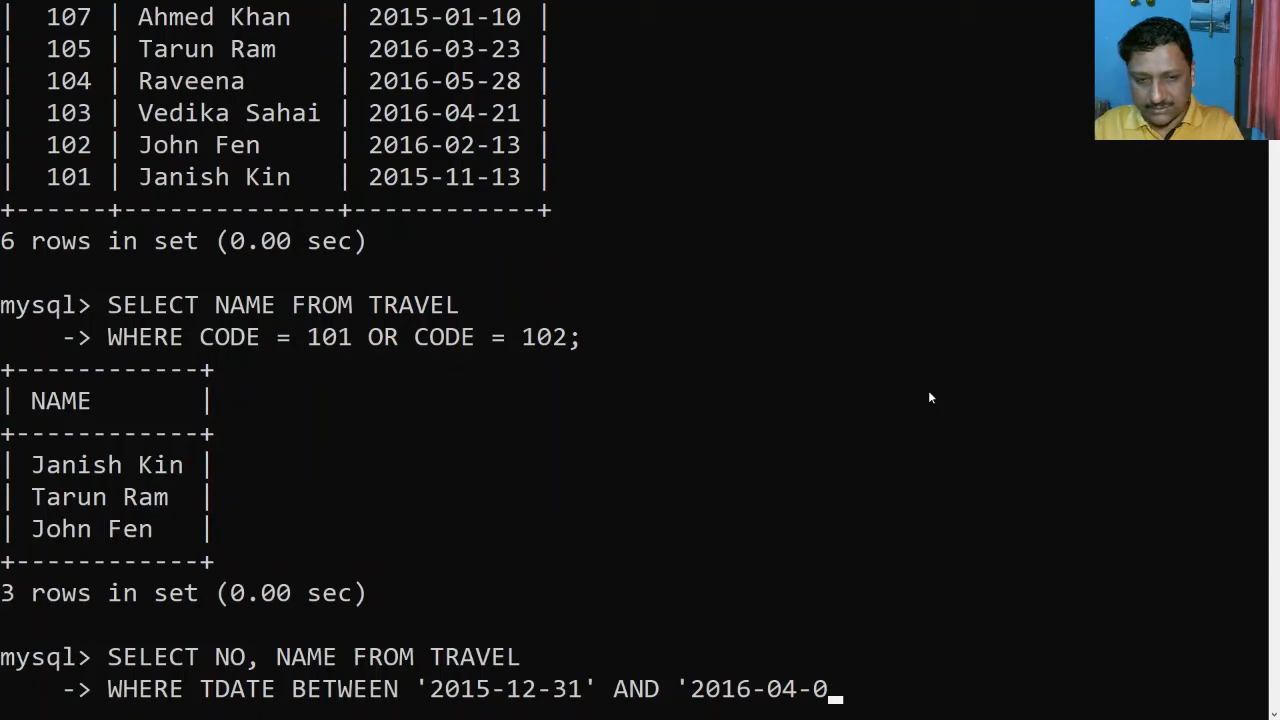 |  107 | Ahmed Khan   | 2015-01-10 |
|  105 | Tarun Ram    | 2016-03-23 |
|  104 | Raveena      | 2016-05-28 |
|  103 | Vedika Sahai | 2016-04-21 |
|  102 | John Fen     | 2016-02-13 |
|  101 | Janish Kin   | 2015-11-13 |
+------+--------------+------------+
6 rows in set (0.00 sec)
mysql> SELECT NAME FROM TRAVEL
    -> WHERE CODE = 101 OR CODE = 102;
+------------+
| NAME       |
+------------+
| Janish Kin |
| Tarun Ram  |
| John Fen   |
+------------+
3 rows in set (0.00 sec)
mysql> SELECT NO, NAME FROM TRAVEL
    -> WHERE TDATE BETWEEN '2015-12-31' AND '2016-04-0